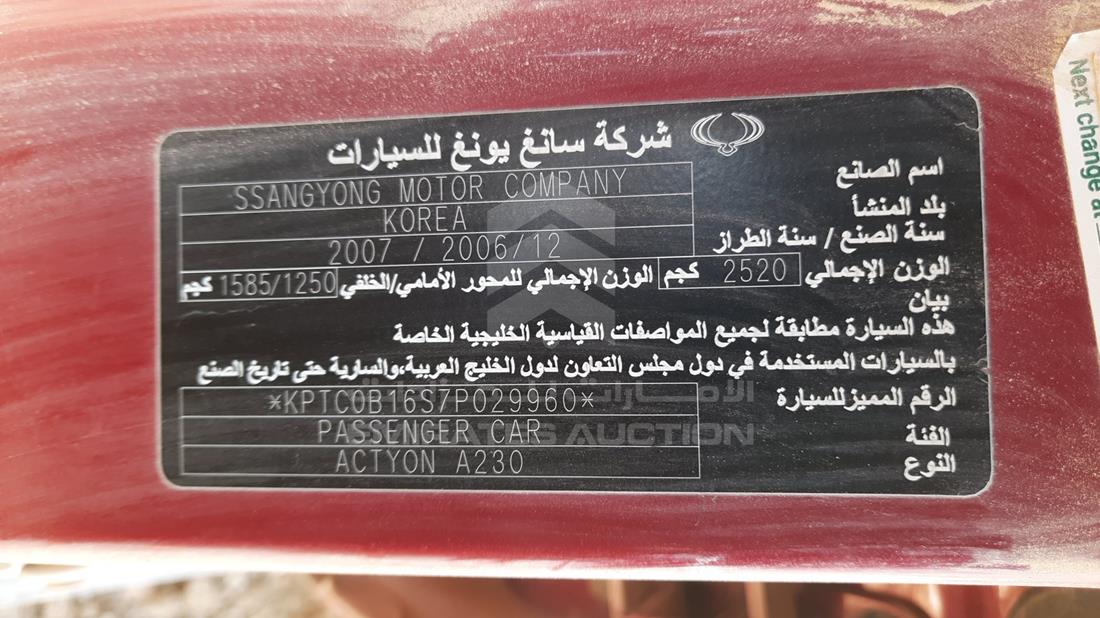 شركة سانغ يونغ للسيارات
اسم الصانع SSANGYONG MOTOR COMPANY
بلد المنشأ KOREA
سنة الصنع / سنة الطراز 2007 / 2006/12
الوزن الإجمالي 2520 كجم الوزن الإجمالي للمحور الأمامي/الخلفي 1585/1250 كجم
بيان
هذه السيارة مطابقة لجميع المواصفات القياسية الخليجية الخاصة
بالسيارات المستخدمة في دول مجلس التعاون لدول الخليج العربية،والسارية حتى تاريخ الصنع
الرقم المميز للسيارة *KPTC0B16S7P029960*
الفئة PASSENGER CAR
النوع ACTYON A230
Next change at
AUCTION